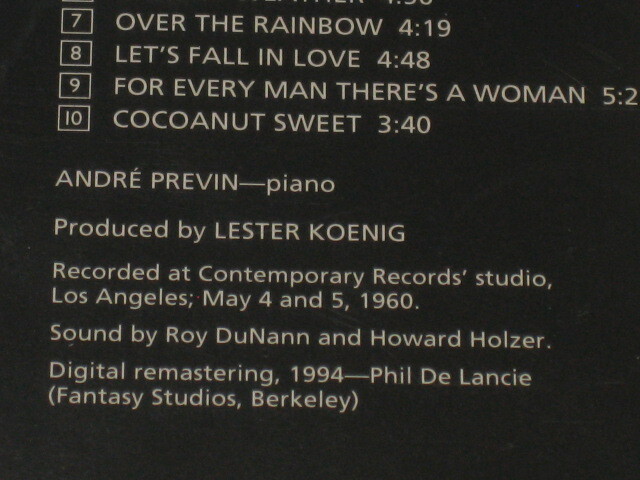 7 OVER THE RAINBOW 4:19
8 LET'S FALL IN LOVE 4:48
9 FOR EVERY MAN THERE'S A WOMAN 5:2
10 COCOANUT SWEET 3:40
ANDRÉ PREVIN—piano
Produced by LESTER KOENIG
Recorded at Contemporary Records' studio,
Los Angeles; May 4 and 5, 1960.
Sound by Roy DuNann and Howard Holzer.
Digital remastering, 1994—Phil De Lancie
(Fantasy Studios, Berkeley)